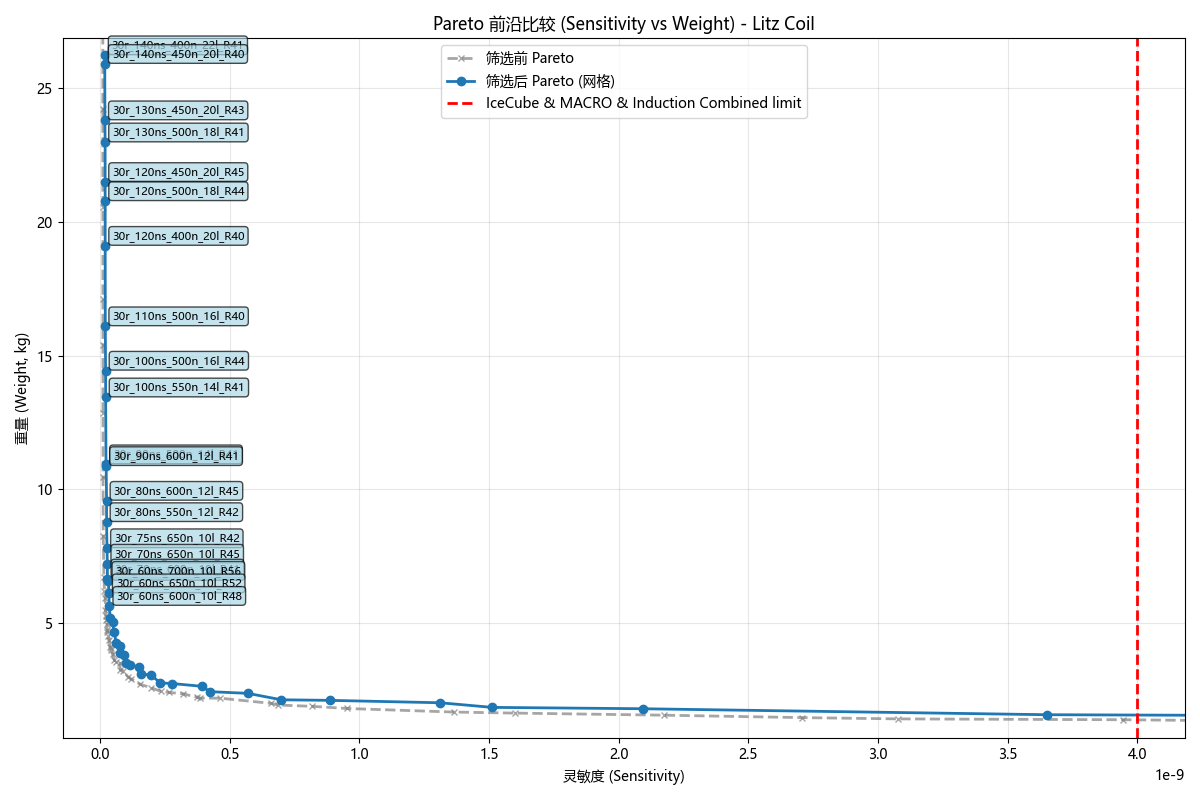 Pareto 前沿比较 (Sensitivity vs Weight) - Litz Coil
筛选前 Pareto
筛选后 Pareto (网格)
IceCube & MACRO & Induction Combined limit
30r_140ns_400n_22l_R41
30r_140ns_450n_20l_R40
30r_130ns_450n_20l_R43
30r_130ns_500n_18l_R41
30r_120ns_450n_20l_R45
30r_120ns_500n_18l_R44
30r_120ns_400n_20l_R40
30r_110ns_500n_16l_R40
30r_100ns_500n_16l_R44
30r_100ns_550n_14l_R41
30r_90ns_600n_12l_R41
30r_80ns_600n_12l_R45
30r_80ns_550n_12l_R42
30r_75ns_650n_10l_R42
30r_70ns_650n_10l_R45
30r_60ns_700n_10l_R56
30r_60ns_650n_10l_R52
30r_60ns_600n_10l_R48
25
20
15
10
5
重量 (Weight, kg)
0.0 0.5 1.0 1.5 2.0 2.5 3.0 3.5 4.0
1e-9
灵敏度 (Sensitivity)